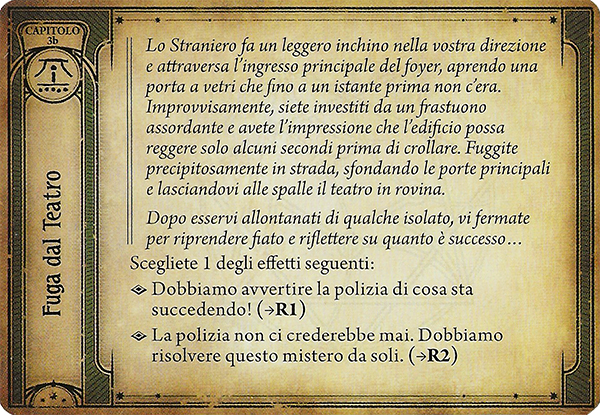 CAPITOLO
3b
Fuga dal Teatro
Lo Straniero fa un leggero inchino nella vostra direzione
e attraversa l'ingresso principale del foyer, aprendo una
porta a vetri che fino a un istante prima non c'era.
Improvvisamente, siete investiti da un frastuono
assordante e avete l'impressione che l'edificio possa
reggere solo alcuni secondi prima di crollare. Fuggite
precipitosamente in strada, sfondando le porte principali
e lasciandovi alle spalle il teatro in rovina.
Dopo esservi allontanati di qualche isolato, vi fermate
per riprendere fiato e riflettere su quanto è successo…
Scegliete 1 degli effetti seguenti:
Dobbiamo avvertire la polizia di cosa sta
succedendo! (→R1)
La polizia non ci crederebbe mai. Dobbiamo
risolvere questo mistero da soli. (→R2)